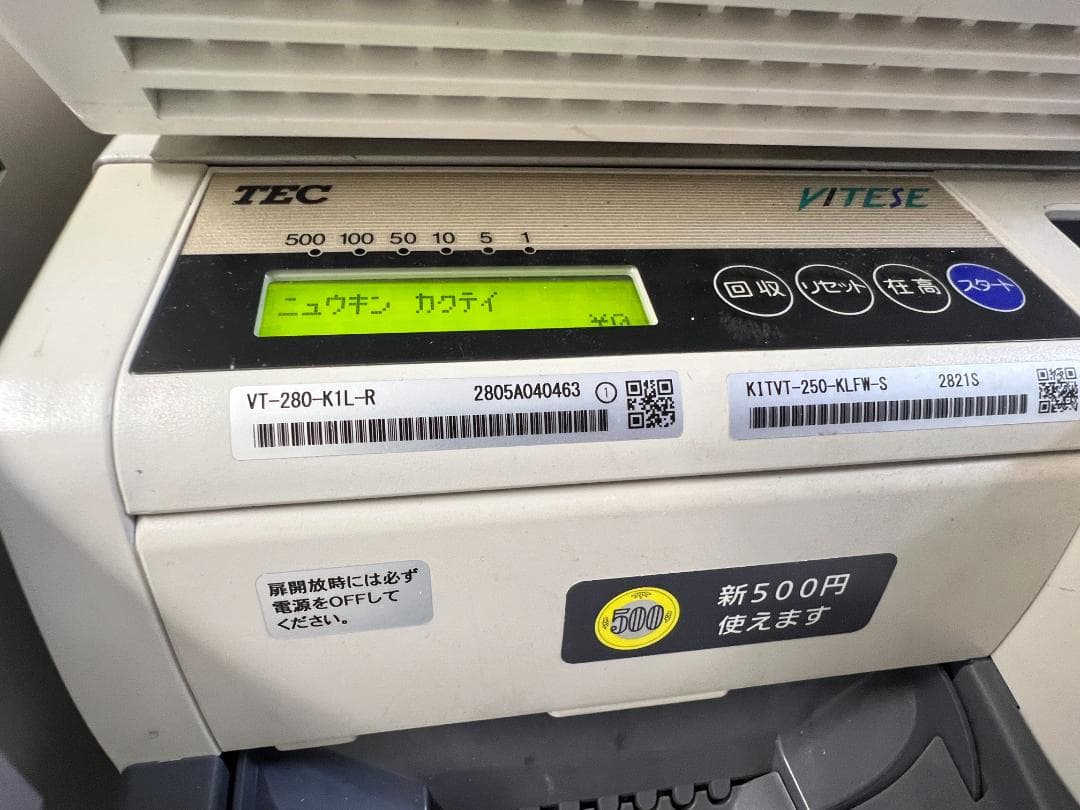 TEC
VITESE
500 100 50 10 5 1
ニュウキン カクテイ
¥0
回収
リセット
在高
スタート
VT-280-K1L-R 2805A040463 ①
KITVT-250-KLFW-S 2821S
扉開放時には必ず
電源をOFFして
ください。
500
新500円
使えます